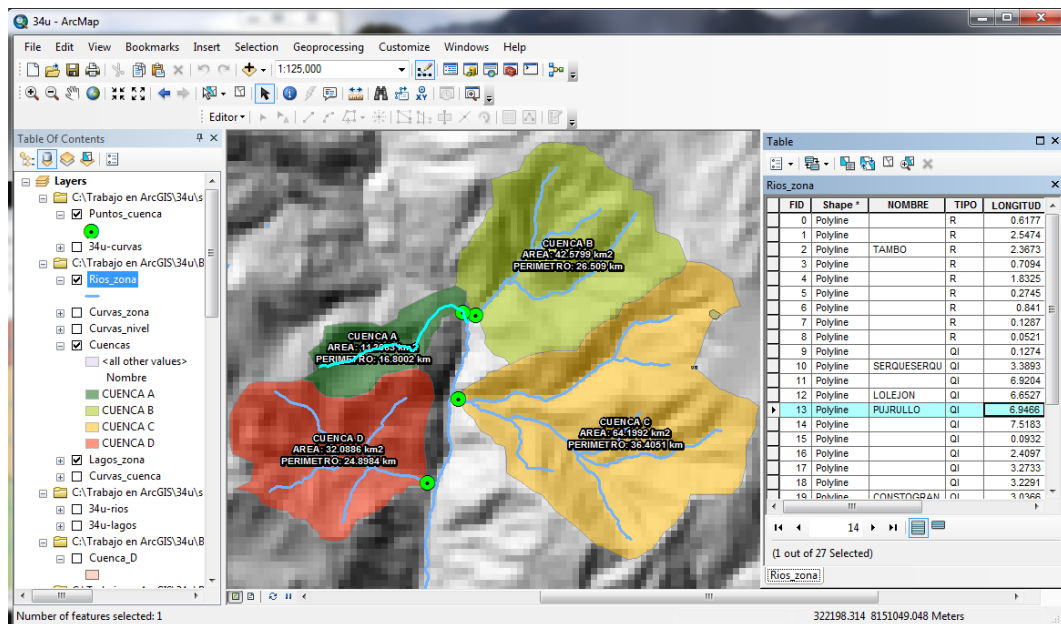 34u - ArcMap
File Edit View Bookmarks Insert Selection Geoprocessing Customize Windows Help
1:125,000
Editor
Table Of Contents
Layers
C:\Trabajo en ArcGIS\34u\s
Puntos_cuenca
34u-curvas
C:\Trabajo en ArcGIS\34u\B
Rios_zona
Curvas_zona
Curvas_nivel
Cuencas
<all other values>
Nombre
CUENCA A
CUENCA B
CUENCA C
CUENCA D
Lagos_zona
Curvas_cuenca
C:\Trabajo en ArcGIS\34u\s
34u-rios
34u-lagos
C:\Trabajo en ArcGIS\34u\B
Cuenca_D
CUENCA B
AREA: 42.5799 km2
PERIMETRO: 26.509 km
CUENCA A
AREA:
PERIMETRO: 16.8002 km
CUENCA C
AREA: 64.1992 km2
PERIMETRO: 36.4051 km
CUENCA D
AREA: 32.0886 km2
PERIMETRO: 24.8984 km
Table
Rios_zona
FID Shape * NOMBRE TIPO LONGITUD
0 Polyline R 0.6177
1 Polyline R 2.5474
2 Polyline TAMBO R 2.3673
3 Polyline R 0.7094
4 Polyline R 1.8325
5 Polyline R 0.2745
6 Polyline R 0.841
7 Polyline R 0.1287
8 Polyline R 0.0521
9 Polyline QI 0.1274
10 Polyline SERQUESERQU QI 3.3893
11 Polyline QI 6.9204
12 Polyline LOLEJON QI 6.6527
13 Polyline PUJRULLO QI 6.9466
14 Polyline QI 7.5183
15 Polyline QI 0.0932
16 Polyline QI 2.4097
17 Polyline QI 3.2733
18 Polyline QI 3.2291
19 Polyline CONSTOGRAN QI 3.0366
14
(1 out of 27 Selected)
Rios_zona
Number of features selected: 1
322198.314 8151049.048 Meters